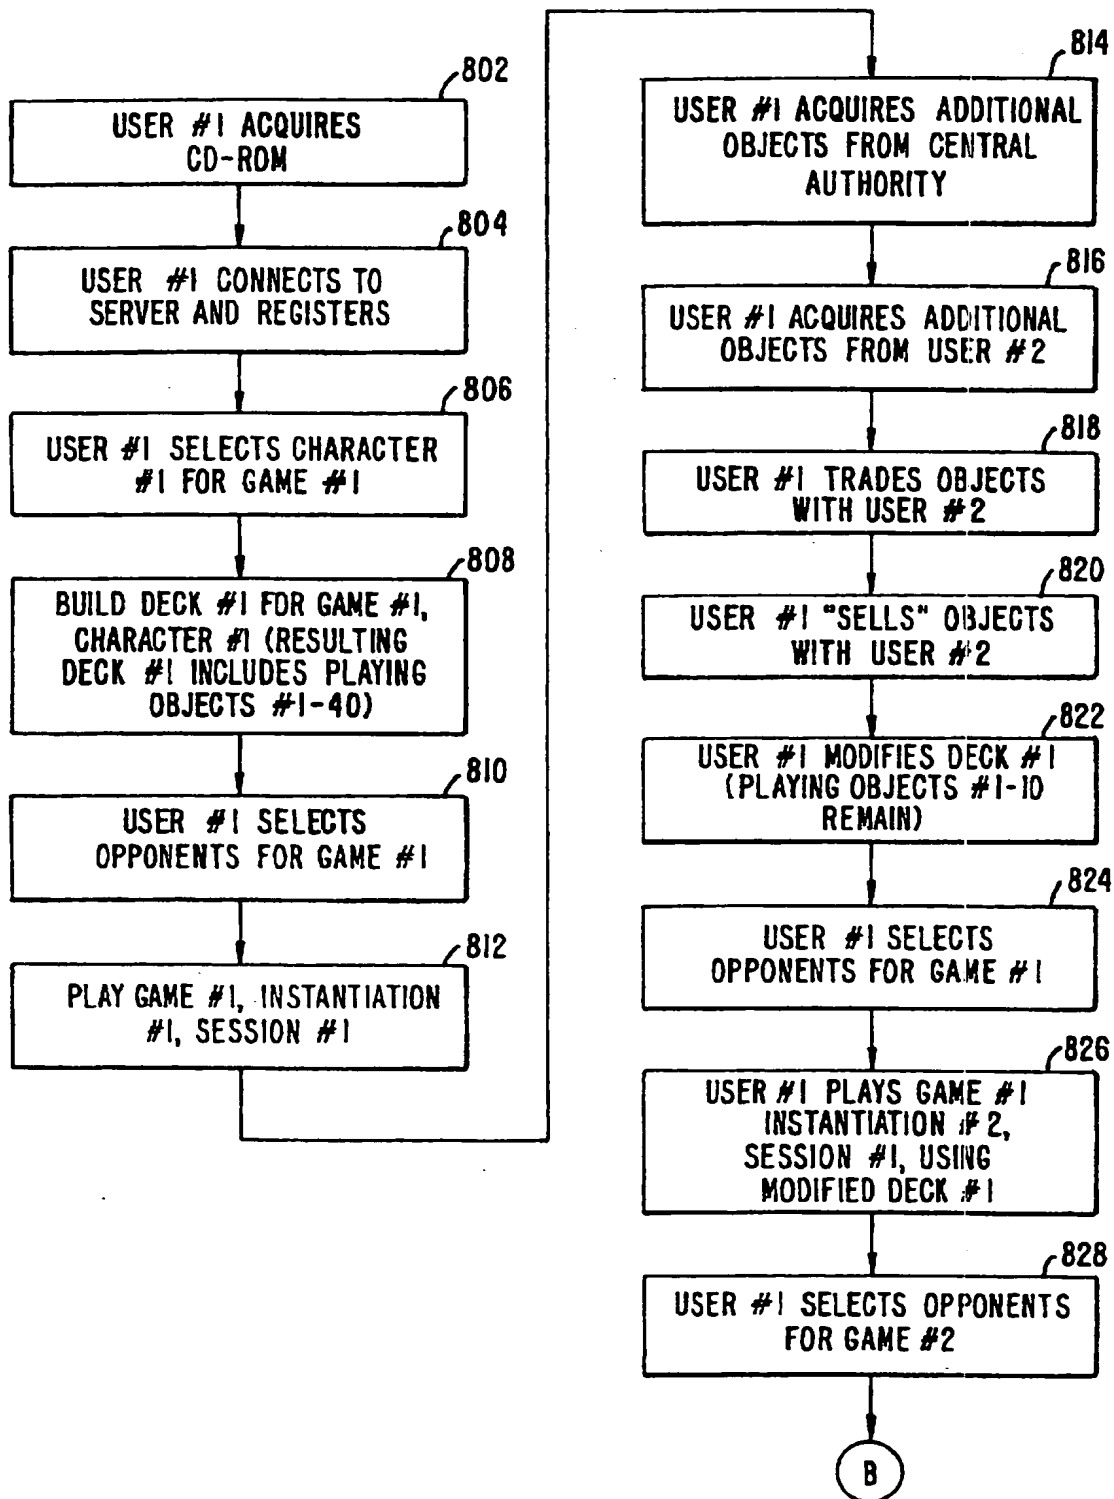 802
USER #1 ACQUIRES
CD-ROM
804
USER #1 CONNECTS TO
SERVER AND REGISTERS
806
USER #1 SELECTS CHARACTER
#1 FOR GAME #1
808
BUILD DECK #1 FOR GAME #1,
CHARACTER #1 (RESULTING
DECK #1 INCLUDES PLAYING
OBJECTS #1-40)
810
USER #1 SELECTS
OPPONENTS FOR GAME #1
812
PLAY GAME #1, INSTANTIATION
#1, SESSION #1
814
USER #1 ACQUIRES ADDITIONAL
OBJECTS FROM CENTRAL
AUTHORITY
816
USER #1 ACQUIRES ADDITIONAL
OBJECTS FROM USER #2
818
USER #1 TRADES OBJECTS
WITH USER #2
820
USER #1 "SELLS" OBJECTS
WITH USER #2
822
USER #1 MODIFIES DECK #1
(PLAYING OBJECTS #1-10
REMAIN)
824
USER #1 SELECTS
OPPONENTS FOR GAME #1
826
USER #1 PLAYS GAME #1
INSTANTIATION #2,
SESSION #1, USING
MODIFIED DECK #1
828
USER #1 SELECTS OPPONENTS
FOR GAME #2
B